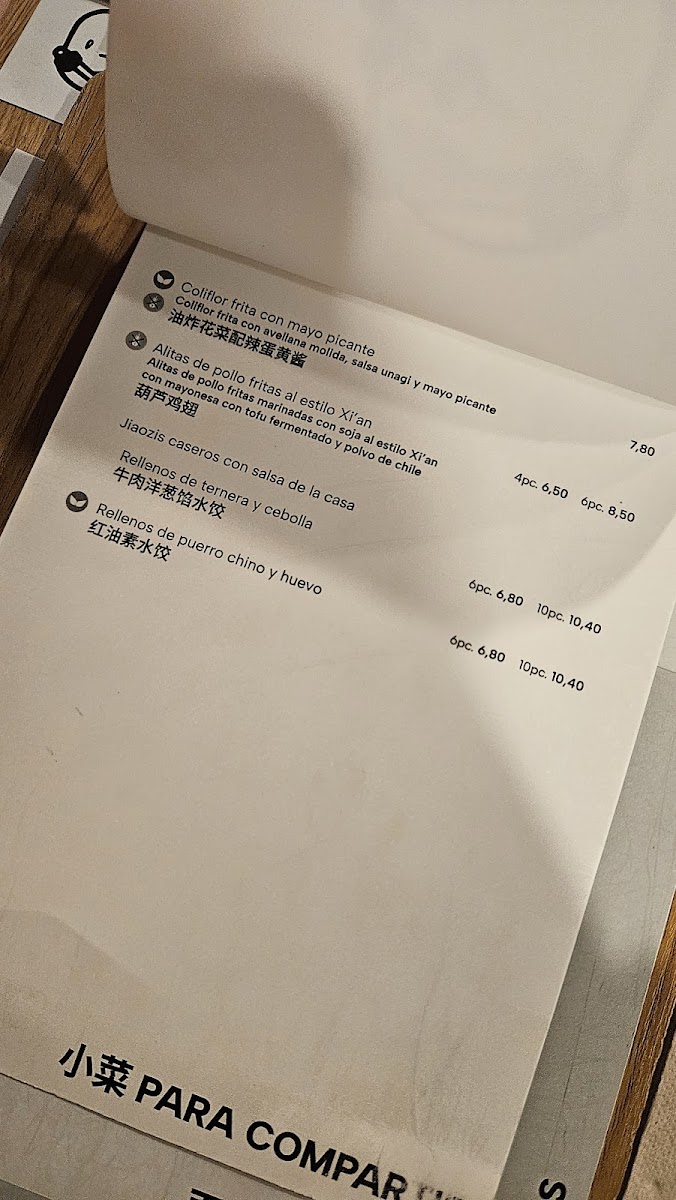 Coliflor frita con mayo picante
Coliflor frita con avellana molida, salsa unagi y mayo picante
油炸花菜配辣蛋黄酱
7,80
Alitas de pollo fritas al estilo Xi'an
Alitas de pollo fritas marinadas con soja al estilo Xi'an
con mayonesa con tofu fermentado y polvo de chile
葫芦鸡翅
4pc. 6,50 6pc. 8,50
Jiaozis caseros con salsa de la casa
Rellenos de ternera y cebolla
牛肉洋葱馅水饺
6pc. 6,80 10pc. 10,40
Rellenos de puerro chino y huevo
红油素水饺
6pc. 6,80 10pc. 10,40
小菜 PARA COMPAR